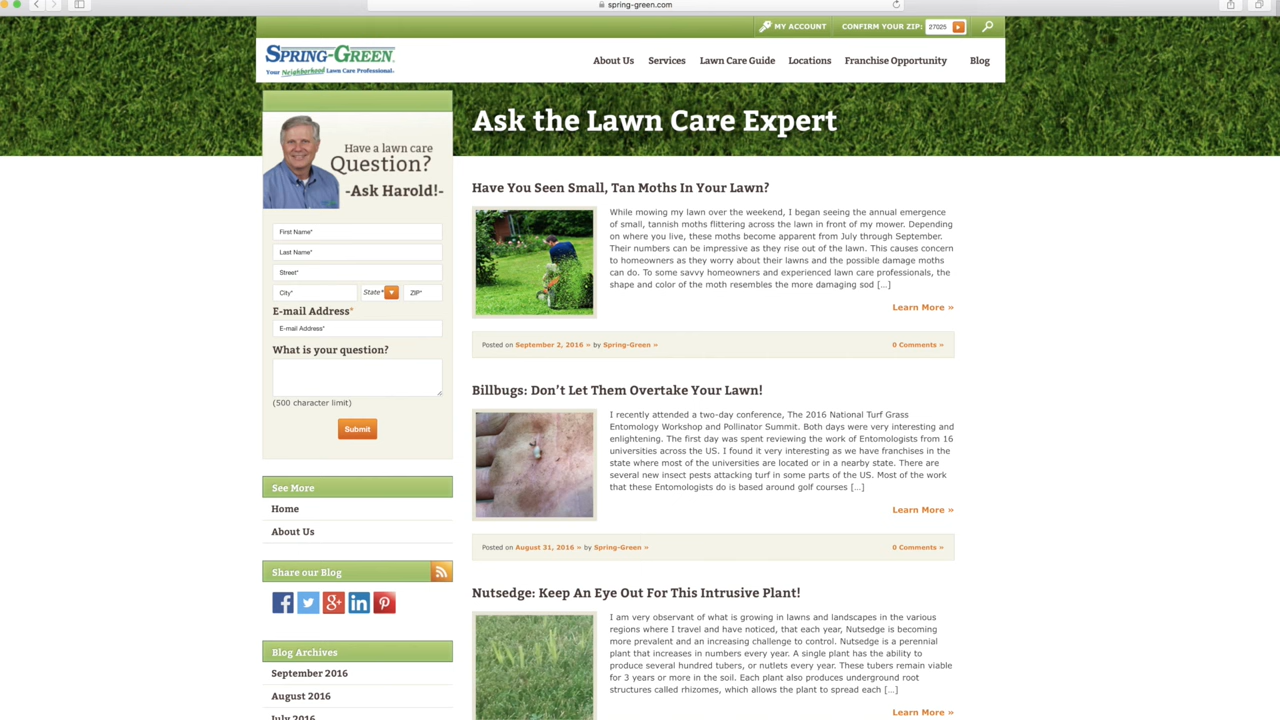 spring-green.com
MY ACCOUNT
CONFIRM YOUR ZIP: 27025
SPRING-GREEN
Your Neighborhood Lawn Care Professional.
About Us
Services
Lawn Care Guide
Locations
Franchise Opportunity
Blog
Ask the Lawn Care Expert
Have a lawn care
Question?
-Ask Harold!-
First Name*
Last Name*
Street*
City*
State*
ZIP*
E-mail Address*
E-mail Address*
What is your question?
(500 character limit)
Submit
See More
Home
About Us
Share our Blog
Blog Archives
September 2016
August 2016
July 2016
Have You Seen Small, Tan Moths In Your Lawn?
While mowing my lawn over the weekend, I began seeing the annual emergence
of small, tannish moths flittering across the lawn in front of my mower. Depending
on where you live, these moths become apparent from July through September.
Their numbers can be impressive as they rise out of the lawn. This causes concern
to homeowners as they worry about their lawns and the possible damage moths
can do. To some savvy homeowners and experienced lawn care professionals, the
shape and color of the moth resembles the more damaging sod […]
Learn More »
Posted on September 2, 2016 » by Spring-Green »
0 Comments »
Billbugs: Don’t Let Them Overtake Your Lawn!
I recently attended a two-day conference, The 2016 National Turf Grass
Entomology Workshop and Pollinator Summit. Both days were very interesting and
enlightening. The first day was spent reviewing the work of Entomologists from 16
universities across the US. I found it very interesting as we have franchises in the
state where most of the universities are located or in a nearby state. There are
several new insect pests attacking turf in some parts of the US. Most of the work
that these Entomologists do is based around golf courses […]
Learn More »
Posted on August 31, 2016 » by Spring-Green »
0 Comments »
Nutsedge: Keep An Eye Out For This Intrusive Plant!
I am very observant of what is growing in lawns and landscapes in the various
regions where I travel and have noticed, that each year, Nutsedge is becoming
more prevalent and an increasing challenge to control. Nutsedge is a perennial
plant that increases in numbers every year. A single plant has the ability to
produce several hundred tubers, or nutlets every year. These tubers remain viable
for 3 years or more in the soil. Each plant also produces underground root
structures called rhizomes, which allows the plant to spread each […]
Learn More »